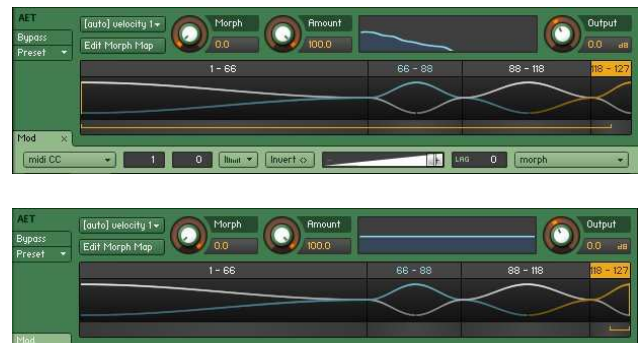 AET
[auto] velocity 1
Morph
Amount
Output
Bypass
Edit Morph Map
0.0
100.0
0.0 dB
Preset
1 - 66
66 - 88
88 - 118
118 - 127
Mod ×
midi CC
1
0
Invert
LAG 0
morph
AET
[auto] velocity 1
Morph
Amount
Output
Bypass
Edit Morph Map
0.0
100.0
0.0 dB
Preset
1 - 66
66 - 88
88 - 118
118 - 127
Mod